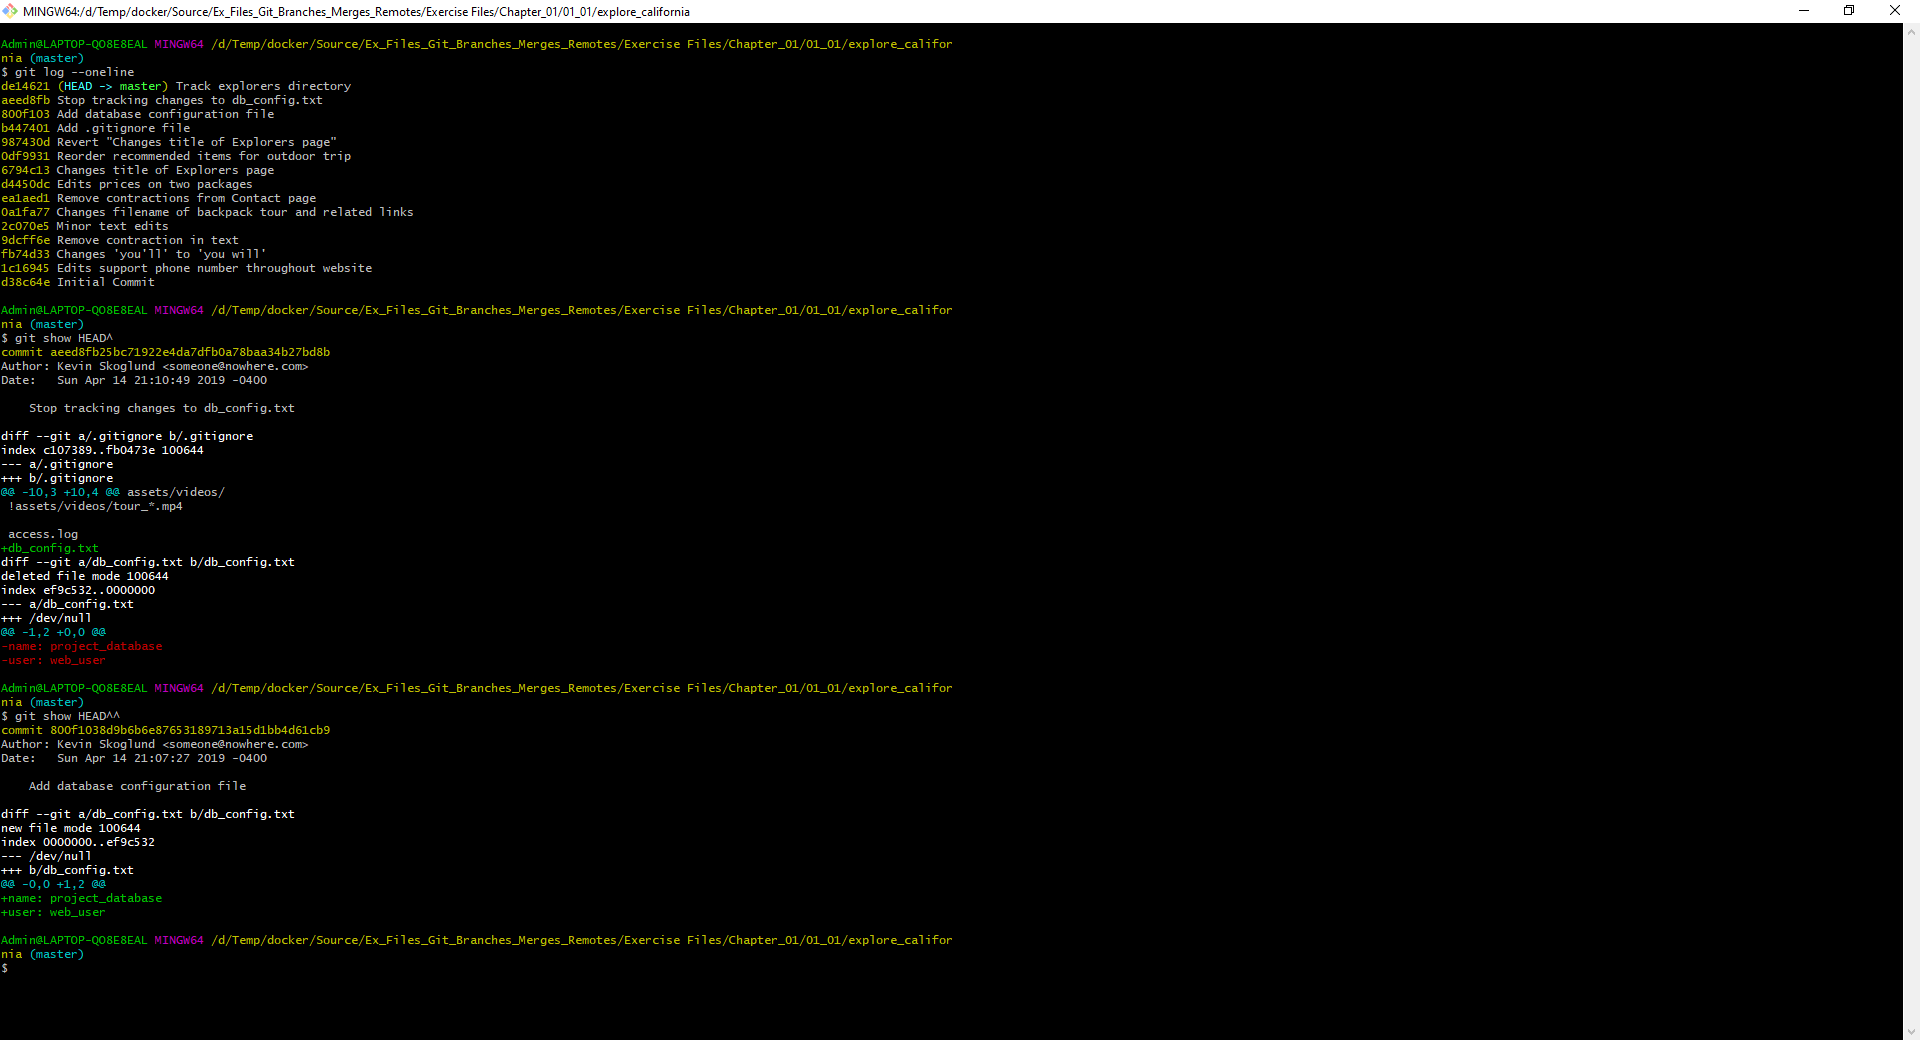 MINGW64:/d/Temp/docker/Source/Ex_Files_Git_Branches_Merges_Remotes/Exercise Files/Chapter_01/01_01/explore_california
Admin@LAPTOP-QO8E8EAL MINGW64 /d/Temp/docker/Source/Ex_Files_Git_Branches_Merges_Remotes/Exercise Files/Chapter_01/01_01/explore_califor
nia (master)
$ git log --oneline
de14621 (HEAD -> master) Track explorers directory
aeed8fb Stop tracking changes to db_config.txt
800f103 Add database configuration file
b447401 Add .gitignore file
987430d Revert "Changes title of Explorers page"
0df9931 Reorder recommended items for outdoor trip
6794c13 Changes title of Explorers page
d4450dc Edits prices on two packages
ea1aed1 Remove contractions from Contact page
0a1fa77 Changes filename of backpack tour and related links
2c070e5 Minor text edits
9dcff6e Remove contraction in text
fb74d33 Changes 'you'll' to 'you will'
1c16945 Edits support phone number throughout website
d38c64e Initial Commit
Admin@LAPTOP-QO8E8EAL MINGW64 /d/Temp/docker/Source/Ex_Files_Git_Branches_Merges_Remotes/Exercise Files/Chapter_01/01_01/explore_califor
nia (master)
$ git show HEAD^
commit aeed8fb25bc71922e4da7dfb0a78baa34b27bd8b
Author: Kevin Skoglund <someone@nowhere.com>
Date:   Sun Apr 14 21:10:49 2019 -0400
    Stop tracking changes to db_config.txt
diff --git a/.gitignore b/.gitignore
index c107389..fb0473e 100644
--- a/.gitignore
+++ b/.gitignore
@@ -10,3 +10,4 @@ assets/videos/
 !assets/videos/tour_*.mp4
 access.log
+db_config.txt
diff --git a/db_config.txt b/db_config.txt
deleted file mode 100644
index ef9c532..0000000
--- a/db_config.txt
+++ /dev/null
@@ -1,2 +0,0 @@
-name: project_database
-user: web_user
Admin@LAPTOP-QO8E8EAL MINGW64 /d/Temp/docker/Source/Ex_Files_Git_Branches_Merges_Remotes/Exercise Files/Chapter_01/01_01/explore_califor
nia (master)
$ git show HEAD^^
commit 800f1038d9b6b6e87653189713a15d1bb4d61cb9
Author: Kevin Skoglund <someone@nowhere.com>
Date:   Sun Apr 14 21:07:27 2019 -0400
    Add database configuration file
diff --git a/db_config.txt b/db_config.txt
new file mode 100644
index 0000000..ef9c532
--- /dev/null
+++ b/db_config.txt
@@ -0,0 +1,2 @@
+name: project_database
+user: web_user
Admin@LAPTOP-QO8E8EAL MINGW64 /d/Temp/docker/Source/Ex_Files_Git_Branches_Merges_Remotes/Exercise Files/Chapter_01/01_01/explore_califor
nia (master)
$